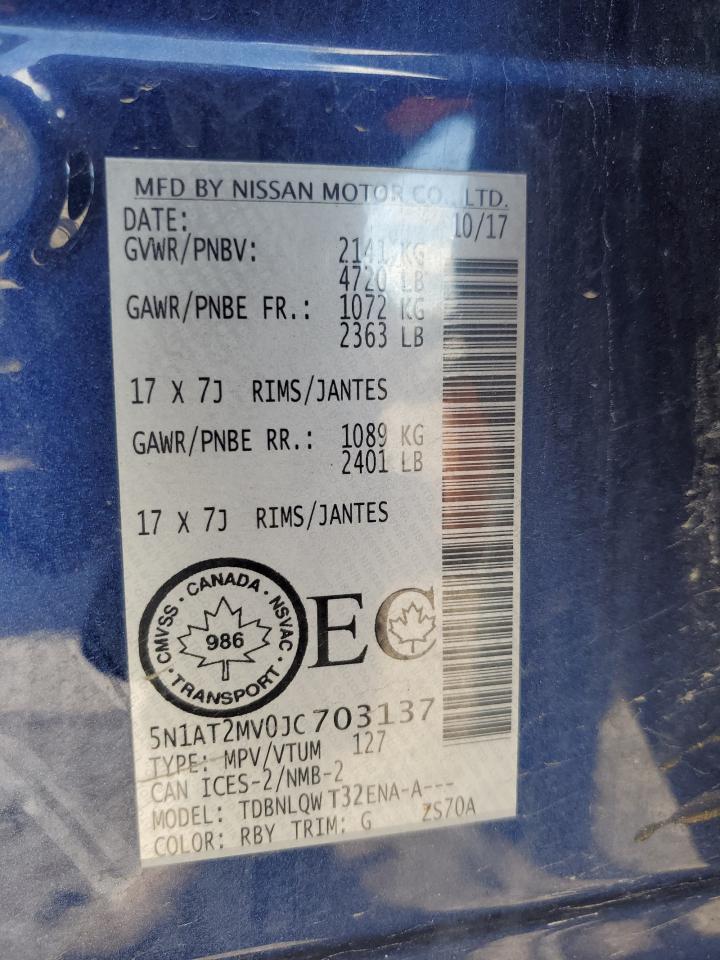 MFD BY NISSAN MOTOR CO., LTD.
DATE: 10/17
GVWR/PNBV: 2141 KG
4720 LB
GAWR/PNBE FR.: 1072 KG
2363 LB
17 X 7J RIMS/JANTES
GAWR/PNBE RR.: 1089 KG
2401 LB
17 X 7J RIMS/JANTES
CMVSS · CANADA · NSVAC · TRANSPORT
986
EC
5N1AT2MV0JC703137
TYPE: MPV/VTUM 127
CAN ICES-2/NMB-2
MODEL: TDBNLQW T32ENA-A---
COLOR: RBY TRIM: G ZS70A